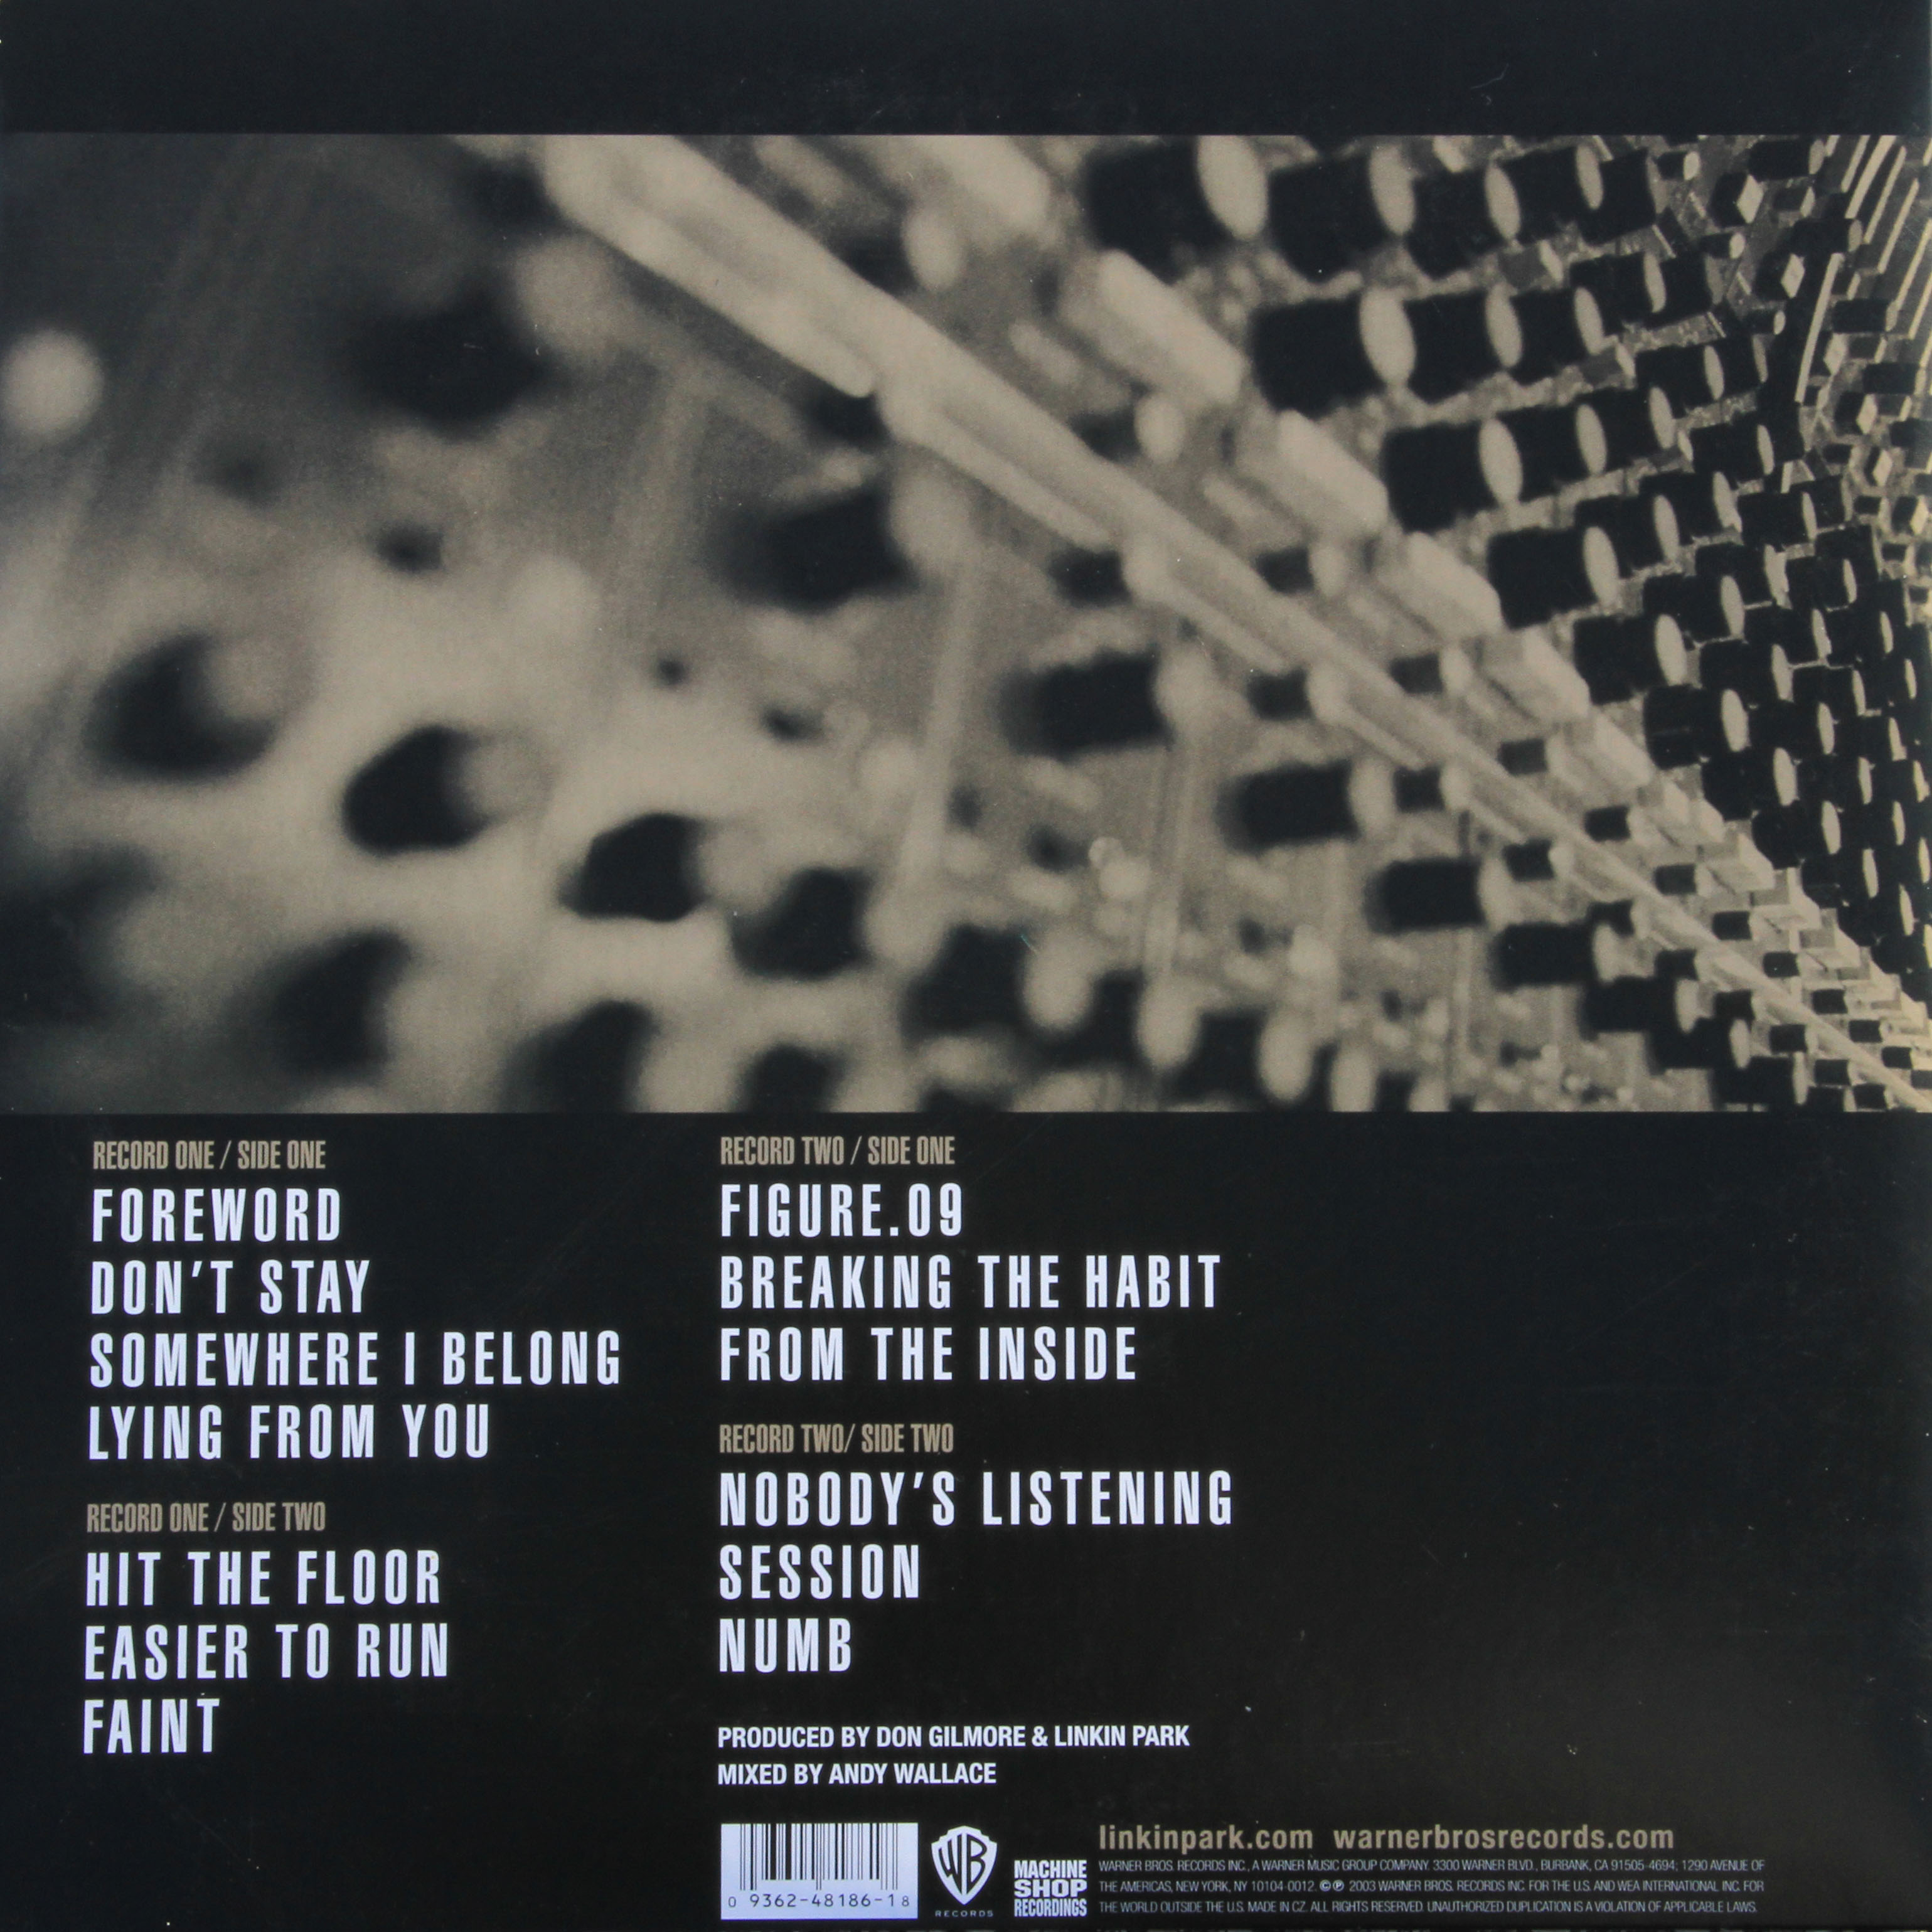 RECORD ONE / SIDE ONE
FOREWORD
DON'T STAY
SOMEWHERE I BELONG
LYING FROM YOU
RECORD ONE / SIDE TWO
HIT THE FLOOR
EASIER TO RUN
FAINT
RECORD TWO / SIDE ONE
FIGURE.09
BREAKING THE HABIT
FROM THE INSIDE
RECORD TWO/ SIDE TWO
NOBODY'S LISTENING
SESSION
NUMB
PRODUCED BY DON GILMORE & LINKIN PARK
MIXED BY ANDY WALLACE
0 9362-48186-1 8
WB
RECORDS
MACHINE
SHOP
RECORDINGS
linkinpark.com warnerbrosrecords.com
WARNER BROS. RECORDS INC., A WARNER MUSIC GROUP COMPANY. 3300 WARNER BLVD., BURBANK, CA 91505-4694; 1290 AVENUE OF
THE AMERICAS, NEW YORK, NY 10104-0012. ©℗ 2003 WARNER BROS. RECORDS INC. FOR THE U.S. AND WEA INTERNATIONAL INC. FOR
THE WORLD OUTSIDE THE U.S. MADE IN CZ. ALL RIGHTS RESERVED. UNAUTHORIZED DUPLICATION IS A VIOLATION OF APPLICABLE LAWS.